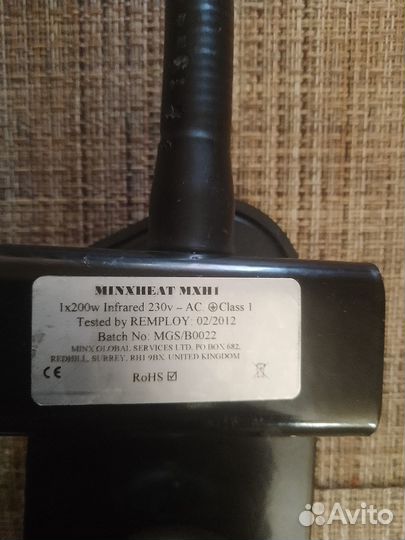 MINXHEAT MXH1
1x200w Infrared 230v ~ AC ⏚Class 1
Tested by REMPLOY: 02/2012
Batch No: MGS/B0022
MINX GLOBAL SERVICES LTD, PO BOX 682,
REDHILL, SURREY, RH1 9BX, UNITED KINGDOM
CE
RoHS ☑
Avito